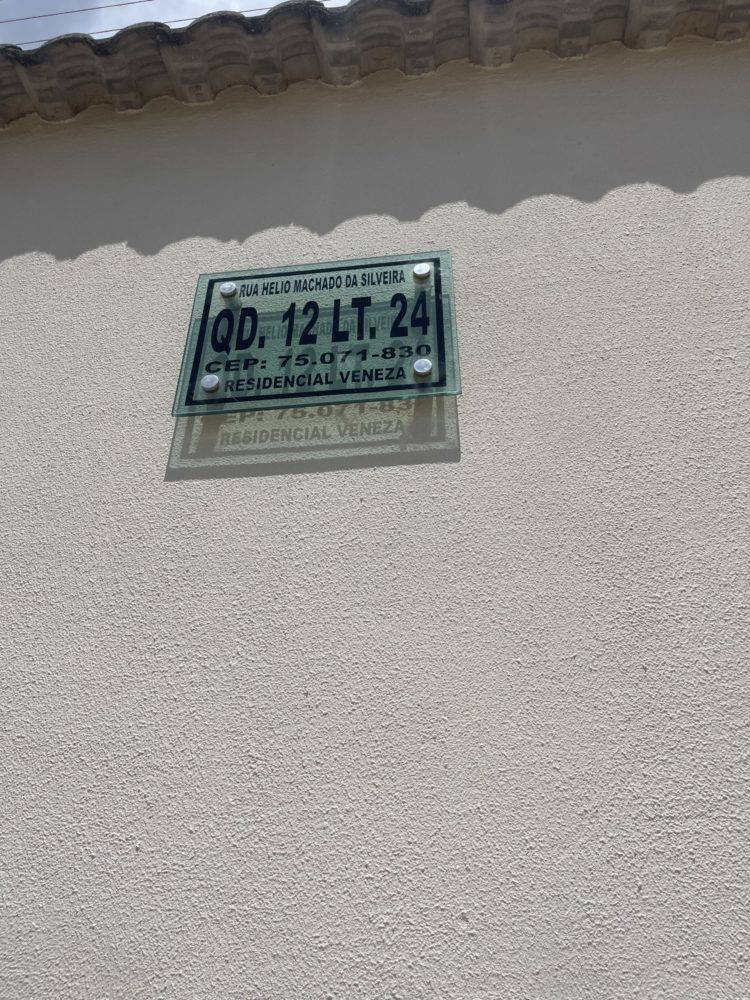 RUA HELIO MACHADO DA SILVEIRA
QD. 12 LT. 24
CEP: 75.071-830
RESIDENCIAL VENEZA